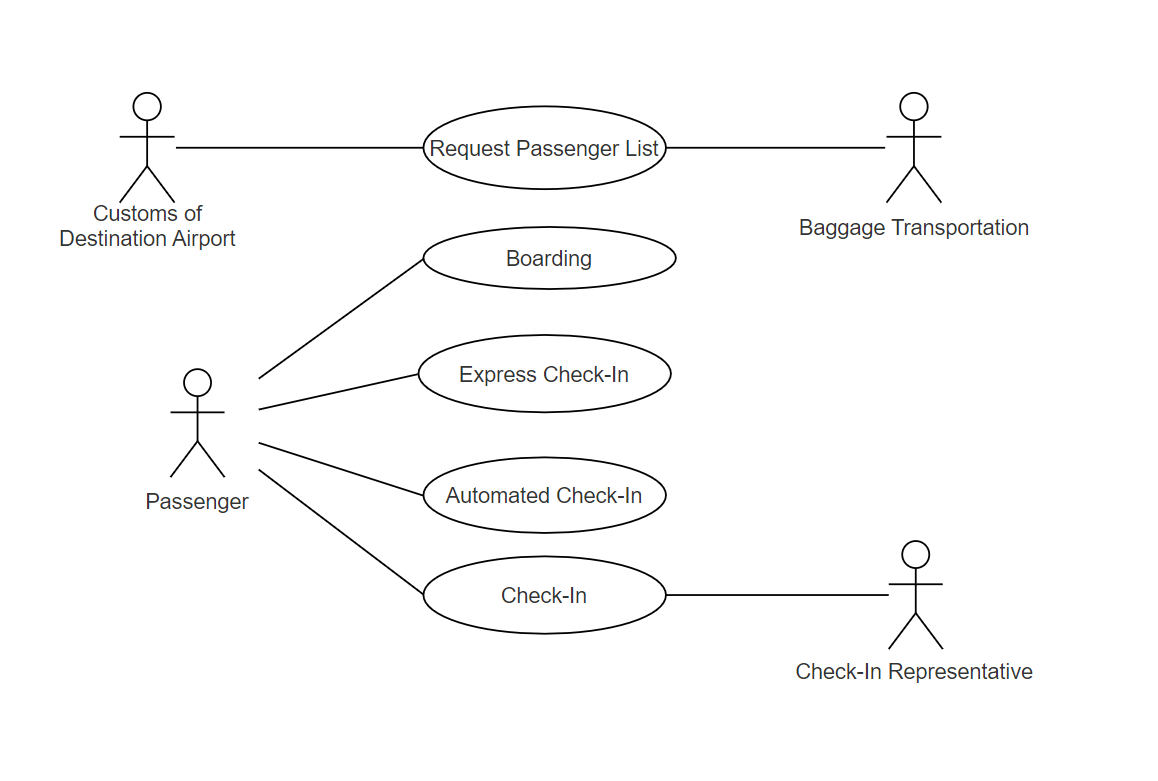 Request Passenger List
Customs of
Destination Airport
Baggage Transportation
Boarding
Express Check-In
Passenger
Automated Check-In
Check-In
Check-In Representative